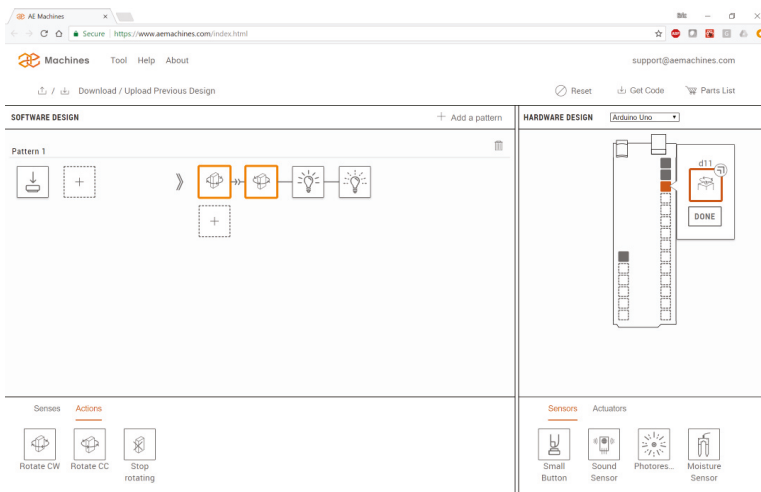 AE Machines
Secure https://www.aemachines.com/index.html
Machines Tool Help About support@aemachines.com
/ Download / Upload Previous Design Reset Get Code Parts List
SOFTWARE DESIGN + Add a pattern HARDWARE DESIGN Arduino Uno
Pattern 1
d11
DONE
Senses Actions Sensors Actuators
Rotate CW Rotate CC Stop rotating
Small Button Sound Sensor Photores... Moisture Sensor